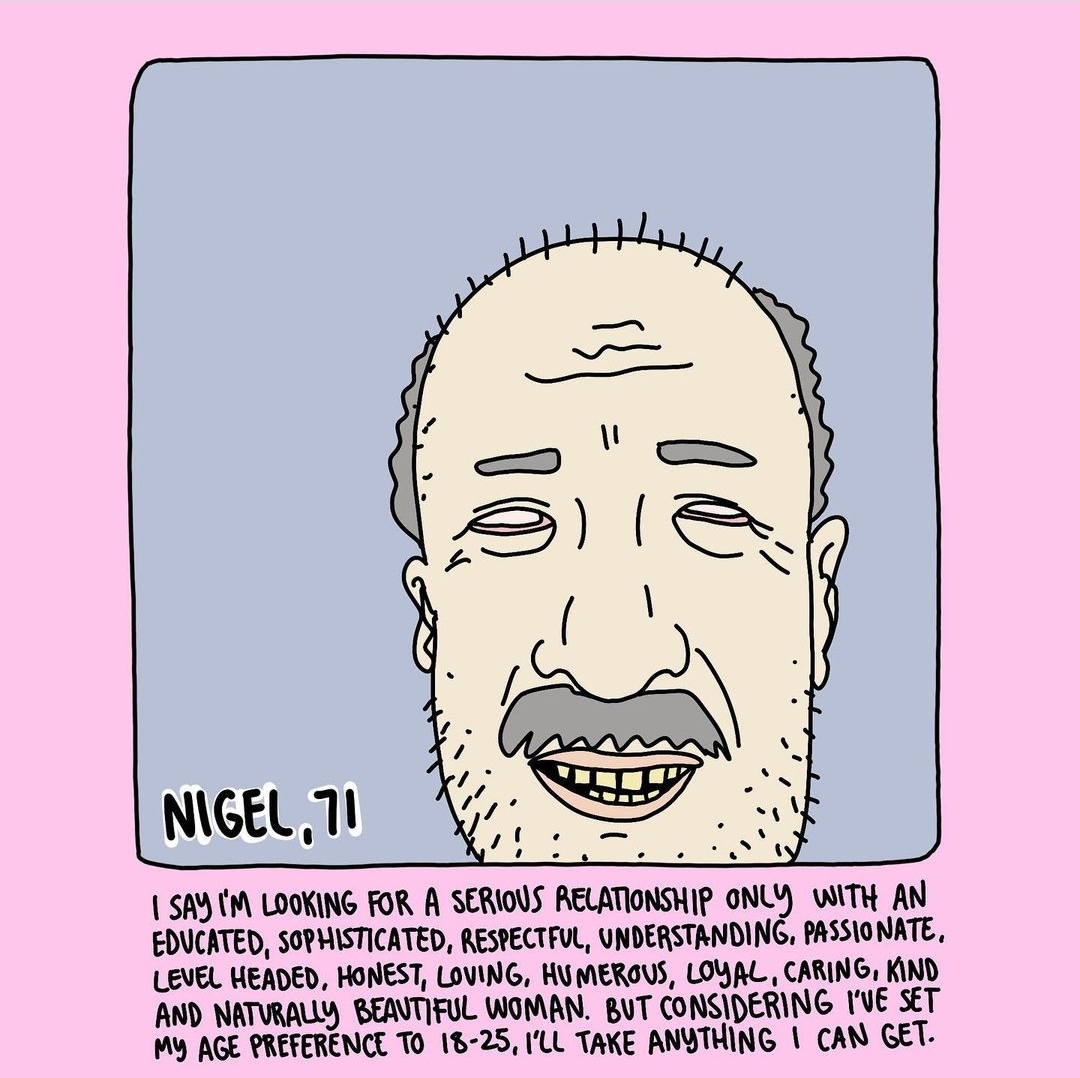 NIGEL, 71
I SAY I'M LOOKING FOR A SERIOUS RELATIONSHIP ONLY WITH AN
EDUCATED, SOPHISTICATED, RESPECTFUL, UNDERSTANDING, PASSIONATE,
LEVEL HEADED, HONEST, LOVING, HUMEROUS, LOYAL, CARING, KIND
AND NATURALLY BEAUTIFUL WOMAN. BUT CONSIDERING I'VE SET
MY AGE PREFERENCE TO 18-25, I'LL TAKE ANYTHING I CAN GET.